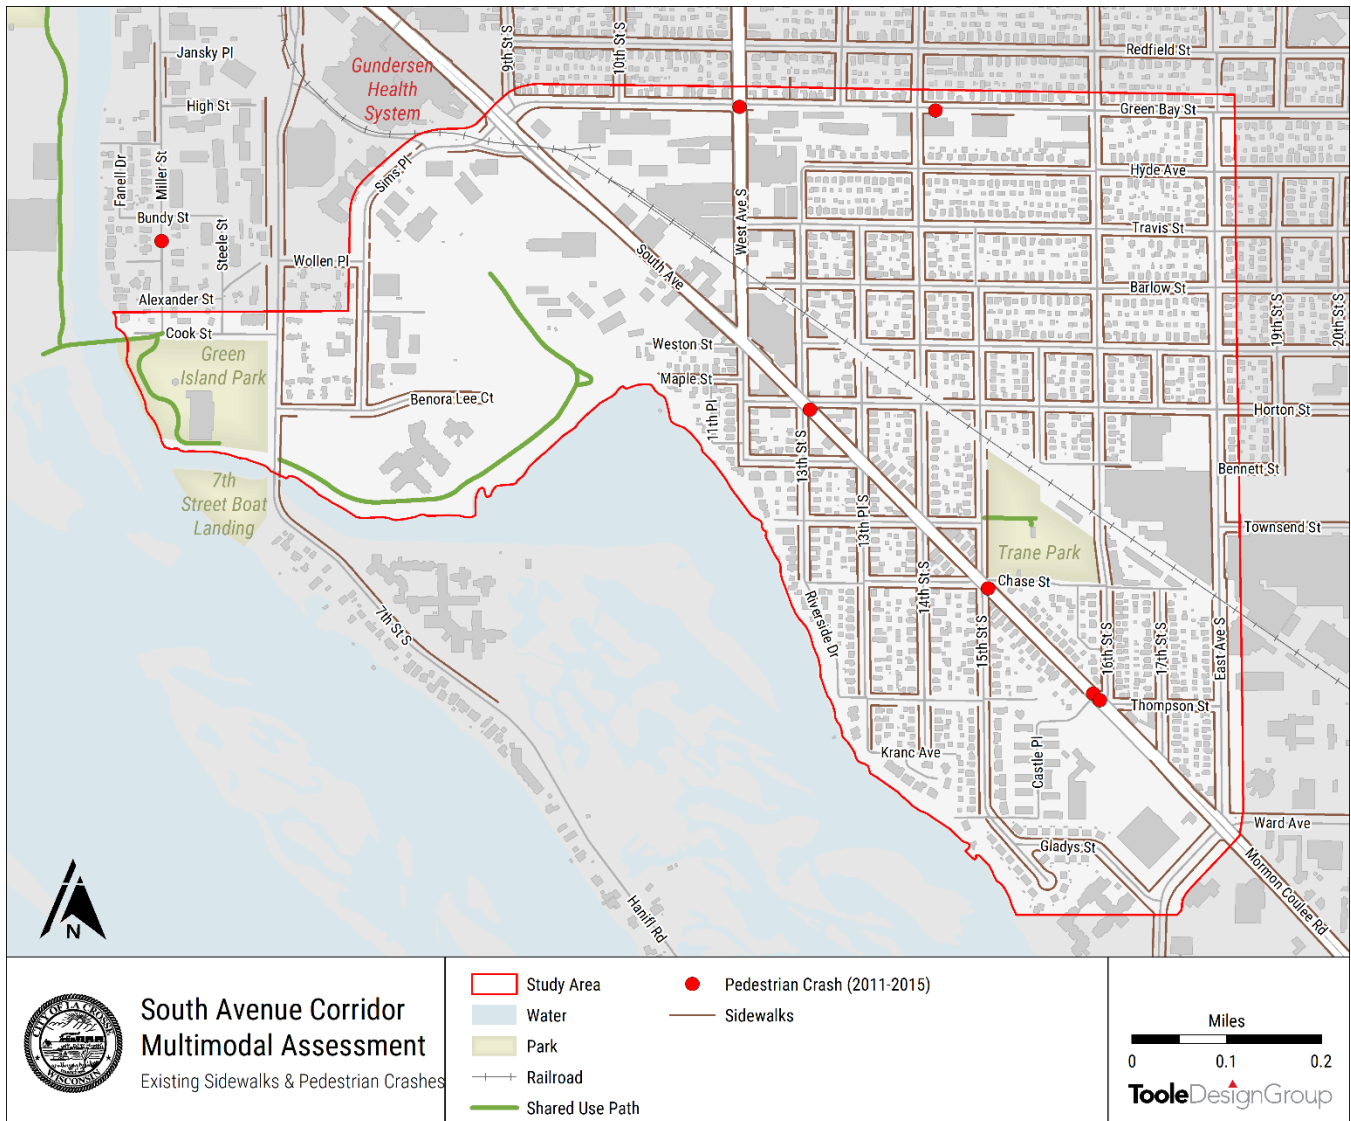 Jansky Pl
High St
Fanell Dr
Miller St
Bundy St
Steele St
Wollen Pl
Alexander St
Cook St
Green
Island Park
7th
Street Boat
Landing
Gundersen
Health
System
Sims Pl
9th St S
10th St S
Redfield St
Green Bay St
Hyde Ave
Travis St
Barlow St
West Ave S
South Ave
Weston St
Maple St
11th Pl
Benora Lee Ct
19th St S
20th St S
Horton St
Bennett St
Townsend St
13th St S
13th Pl S
14th St S
15th St S
16th St S
17th St S
East Ave S
Trane Park
Chase St
Riverside Dr
Thompson St
Kranc Ave
Castle Pl
Gladys St
Ward Ave
Mormon Coulee Rd
7th St S
Hanifl Rd
N
CITY OF LA CROSSE
WISCONSIN
South Avenue Corridor
Multimodal Assessment
Existing Sidewalks & Pedestrian Crashes
Study Area
Water
Park
Railroad
Shared Use Path
Pedestrian Crash (2011-2015)
Sidewalks
Miles
0 0.1 0.2
TooleDesignGroup